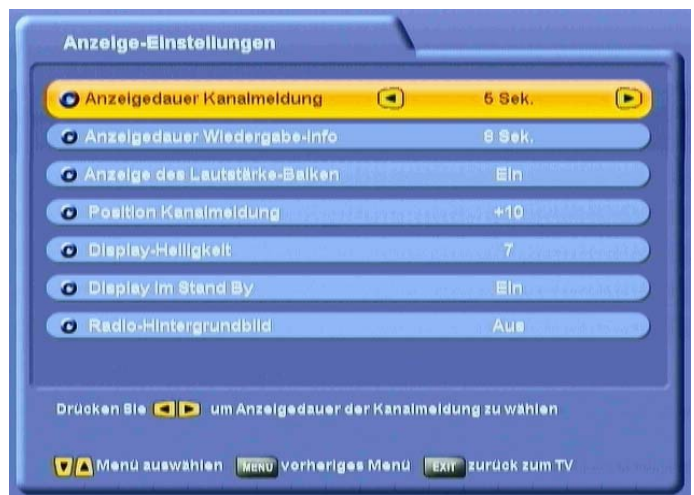 Anzeige-Einstellungen
Anzeigedauer Kanalmeldung 5 Sek.
Anzeigedauer Wiedergabe-Info 8 Sek.
Anzeige des Lautstärke-Balken Ein
Position Kanalmeldung +10
Display-Helligkeit 7
Display im Stand By Ein
Radio-Hintergrundbild Aus
Drücken Sie um Anzeigedauer der Kanalmeldung zu wählen
Menü auswählen MENU vorheriges Menü EXIT zurück zum TV